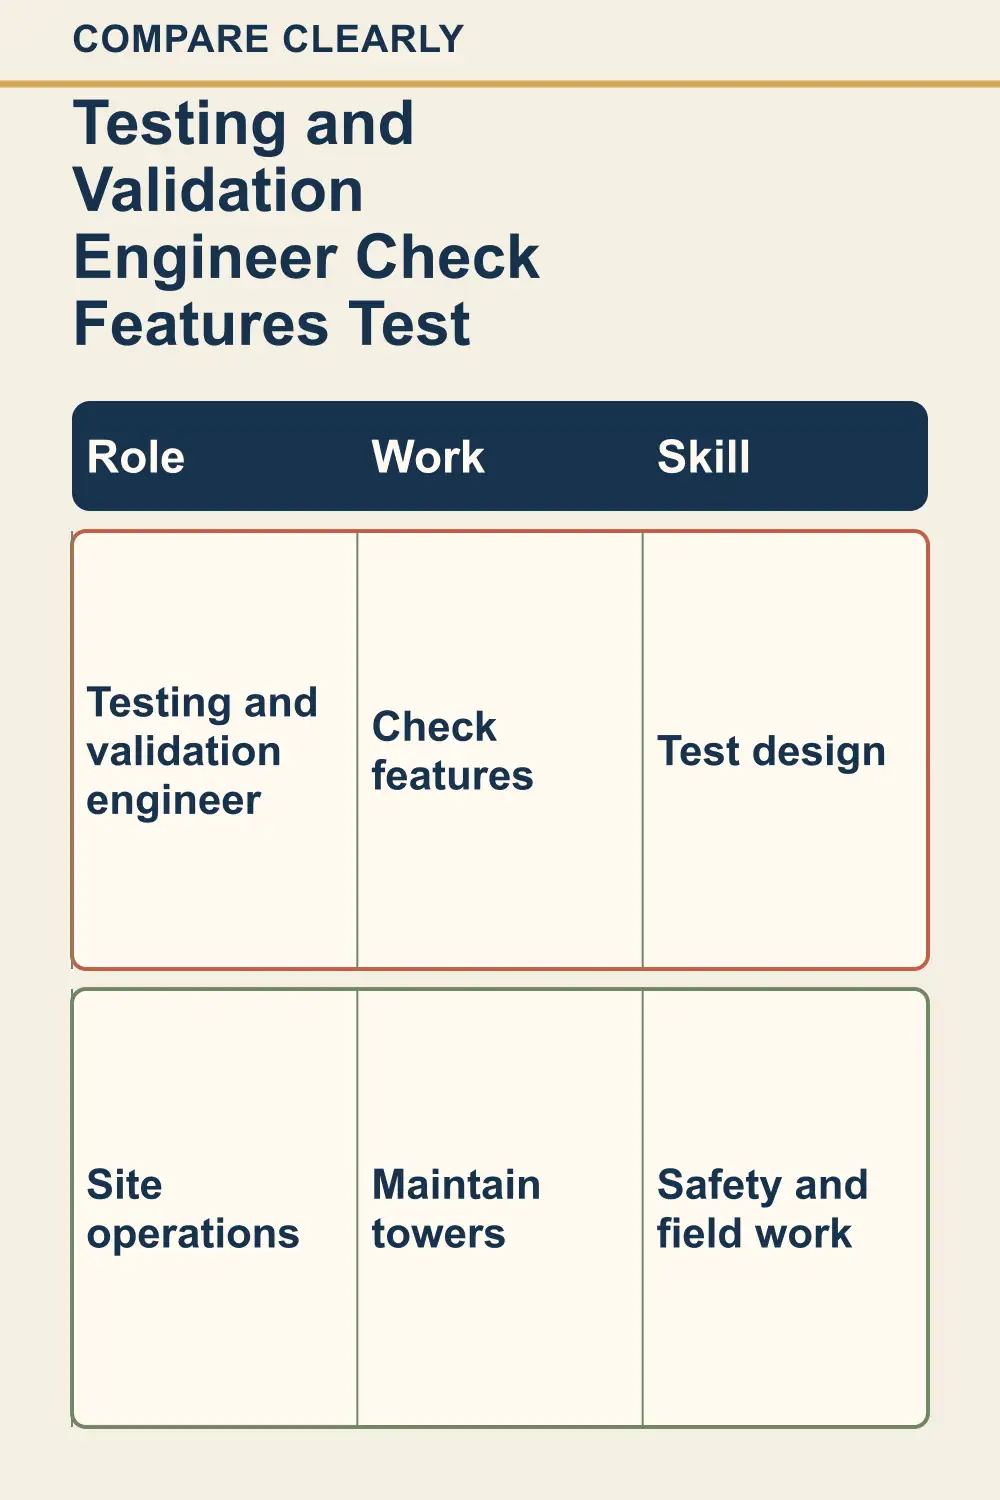 COMPARE CLEARLY
Testing and
Validation
Engineer Check
Features Test
Role Work Skill
Testing and
validation
engineer
Check
features
Test design
Site
operations
Maintain
towers
Safety and
field work